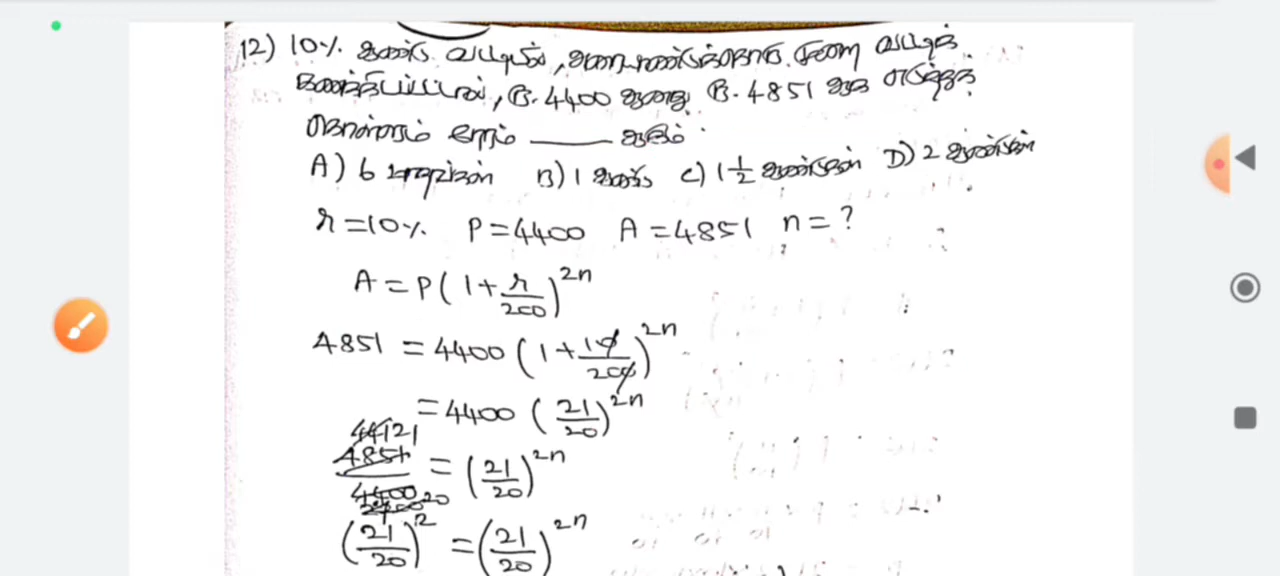 12) 10% ஆண்டு வட்டியில், அரையாண்டுக்கொருமுறை வட்டி
கணக்கிடப்பட்டால், ரூ. 4400 ஆனது ரூ. 4851 ஆக எடுத்துக்
கொள்ளும் நேரம் ______ ஆகும்.
A) 6 மாதங்கள் B) 1 ஆண்டு C) 1 1/2 ஆண்டுகள் D) 2 ஆண்டுகள்
r = 10% P = 4400 A = 4851 n = ?
A = P ( 1 + r/200 )^2n
4851 = 4400 ( 1 + 10/200 )^2n
= 4400 ( 21/20 )^2n
4851/4400 = ( 21/20 )^2n
( 21/20 )^2 = ( 21/20 )^2n